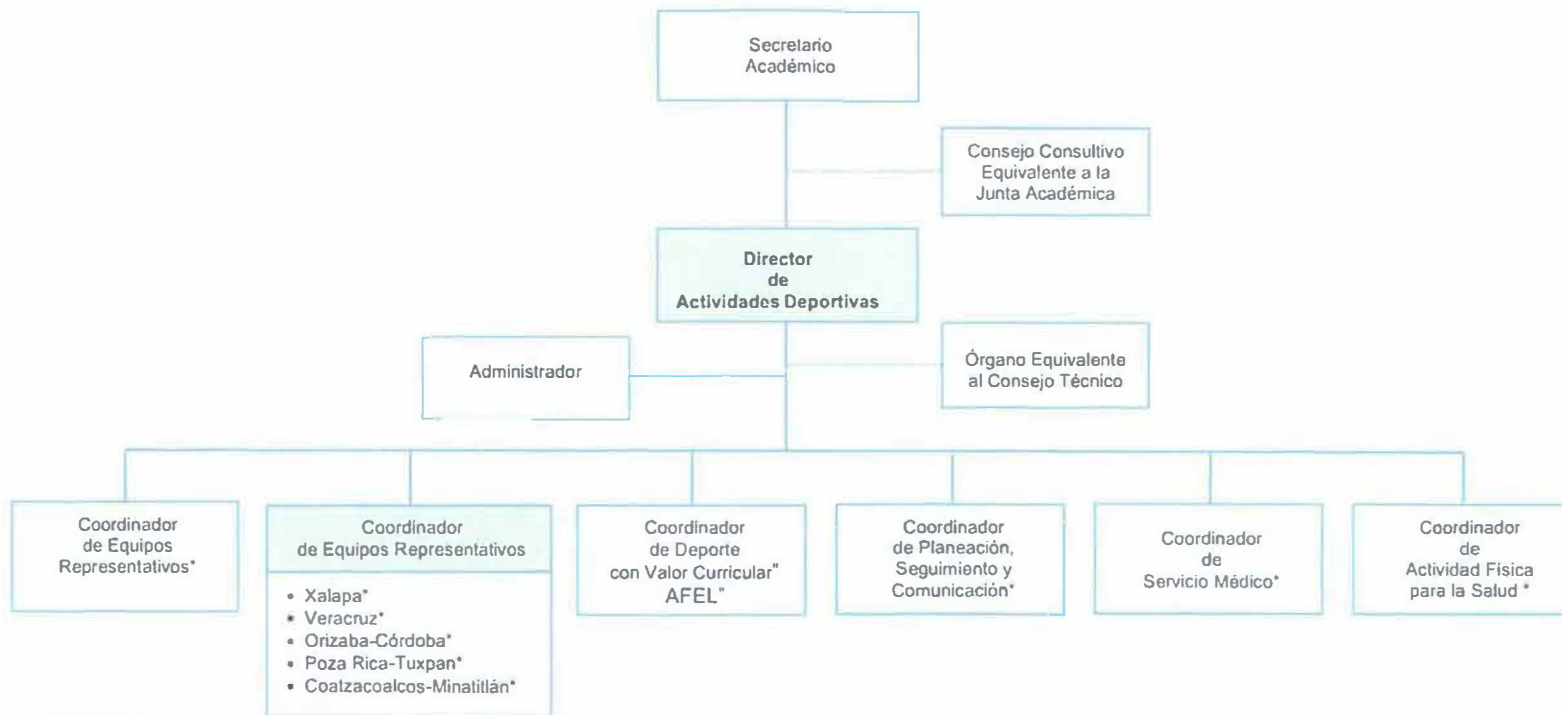 Secretario
Académico
Consejo Consultivo
Equivalente a la
Junta Académica
Director
de
Actividades Deportivas
Administrador
Órgano Equivalente
al Consejo Técnico
Coordinador
de Equipos
Representativos*
Coordinador
de Equipos Representativos
• Xalapa*
• Veracruz*
• Orizaba-Córdoba*
• Poza Rica-Tuxpan*
• Coatzacoalcos-Minatitlán*
Coordinador
de Deporte
con Valor Curricular"
AFEL"
Coordinador
de Planeación,
Seguimiento y
Comunicación*
Coordinador
de
Servicio Médico*
Coordinador
de
Actividad Física
para la Salud *